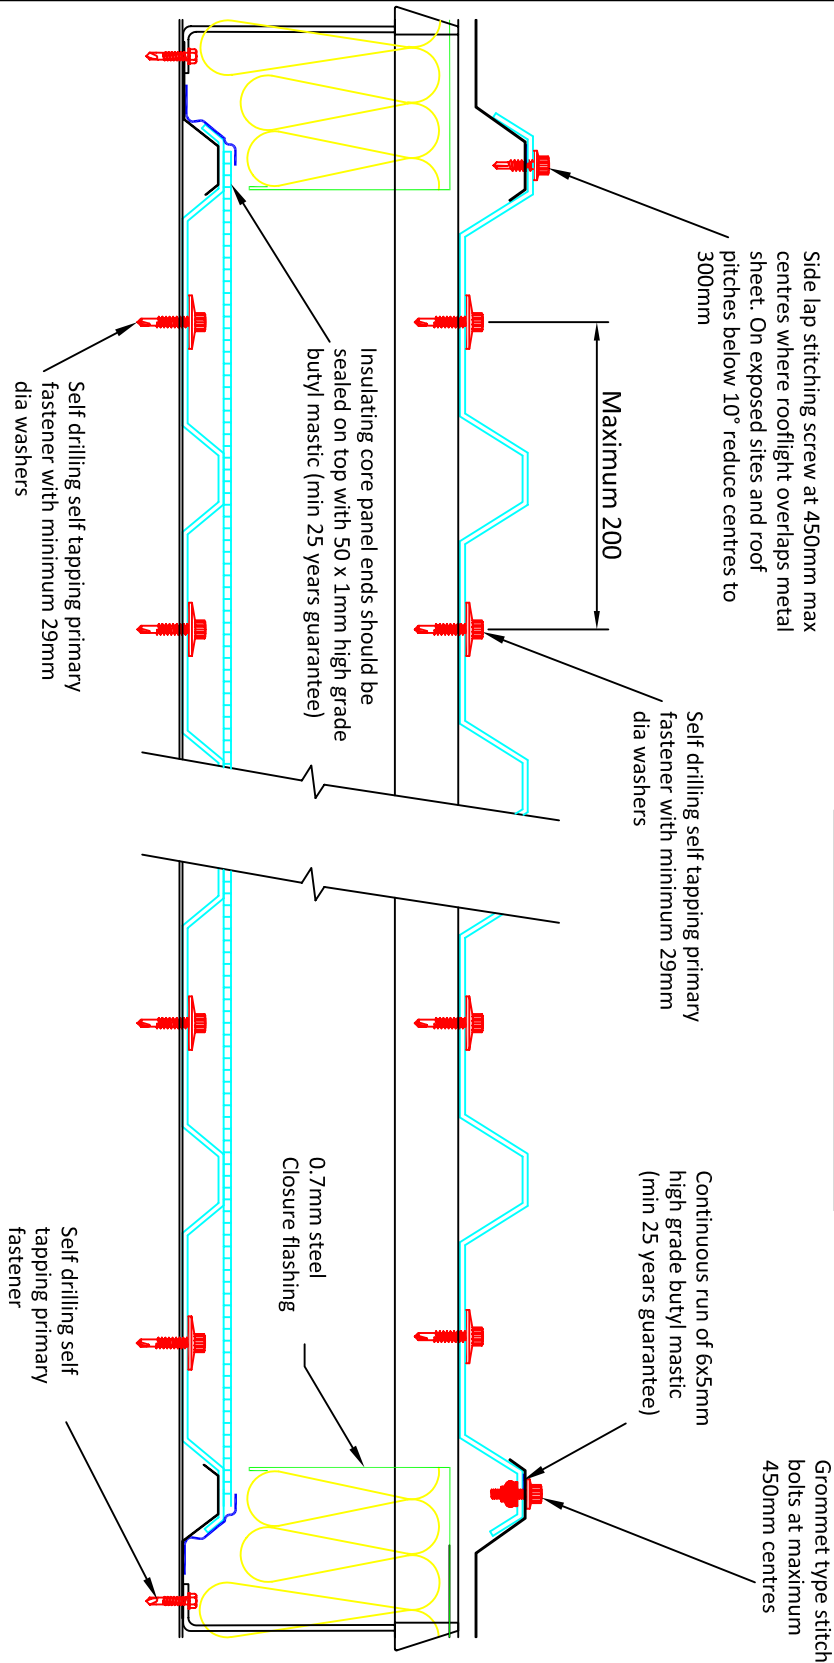 Side lap stitching screw at 450mm max
centres where rooflight overlaps metal
sheet. On exposed sites and roof
pitches below 10° reduce centres to
300mm
Self drilling self tapping primary
fastener with minimum 29mm
dia washers
Continuous run of 6x5mm
high grade butyl mastic
(min 25 years guarantee)
Grommet type stitch
bolts at maximum
450mm centres
Maximum 200
Insulating core panel ends should be
sealed on top with 50 x 1mm high grade
butyl mastic (min 25 years guarantee)
0.7mm steel
Closure flashing
Self drilling self tapping primary
fastener with minimum 29mm
dia washers
Self drilling self
tapping primary
fastener